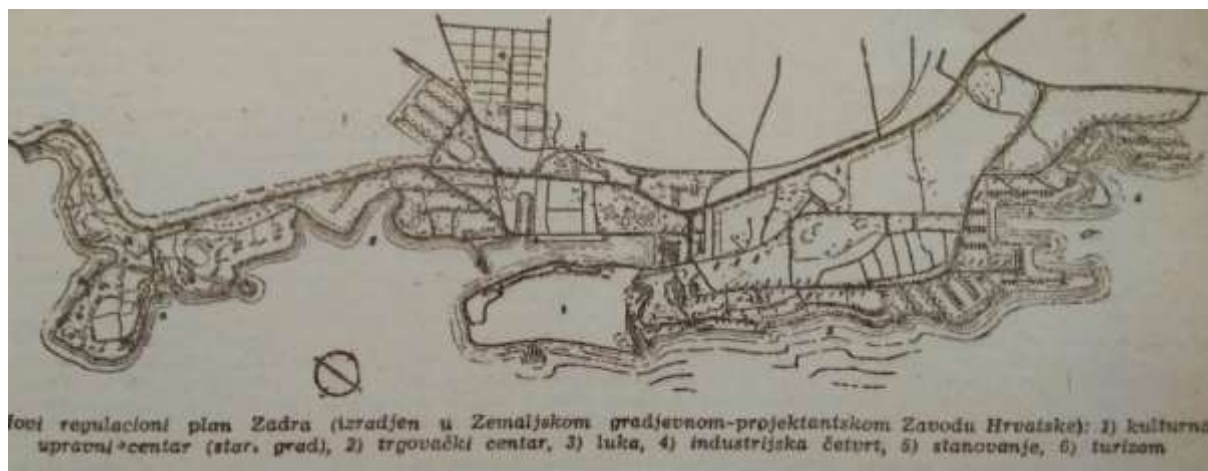 ovi regulacioni plan Zadra (izradjen u Zemaljskom gradjevnom-projektantskom Zavodu Hrvatske): 1) kulturno
upravni centar (star. grad), 2) trgovački centar, 3) luka, 4) industrijska četvrt, 5) stanovanje, 6) turizam